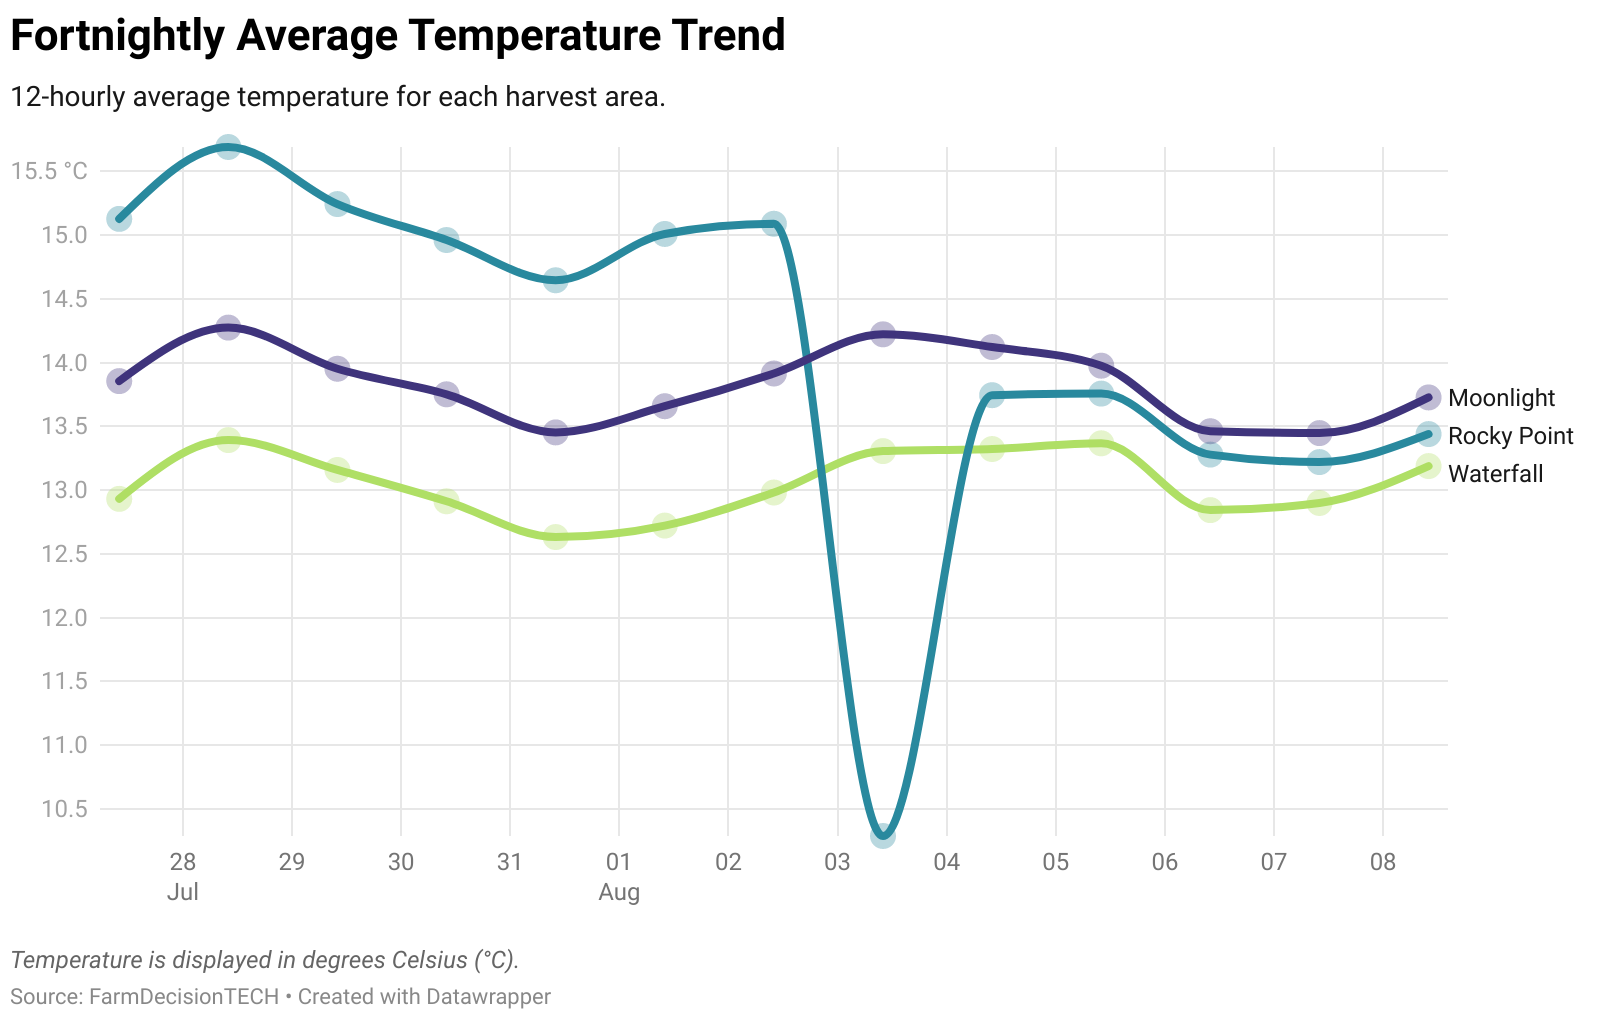 Fortnightly Average Temperature Trend
12-hourly average temperature for each harvest area.
15.5 °C
15.0
14.5
14.0
13.5
13.0
12.5
12.0
11.5
11.0
10.5
Moonlight
Rocky Point
Waterfall
28 29 30 31 01 02 03 04 05 06 07 08
Jul Aug
Temperature is displayed in degrees Celsius (°C).
Source: FarmDecisionTECH • Created with Datawrapper